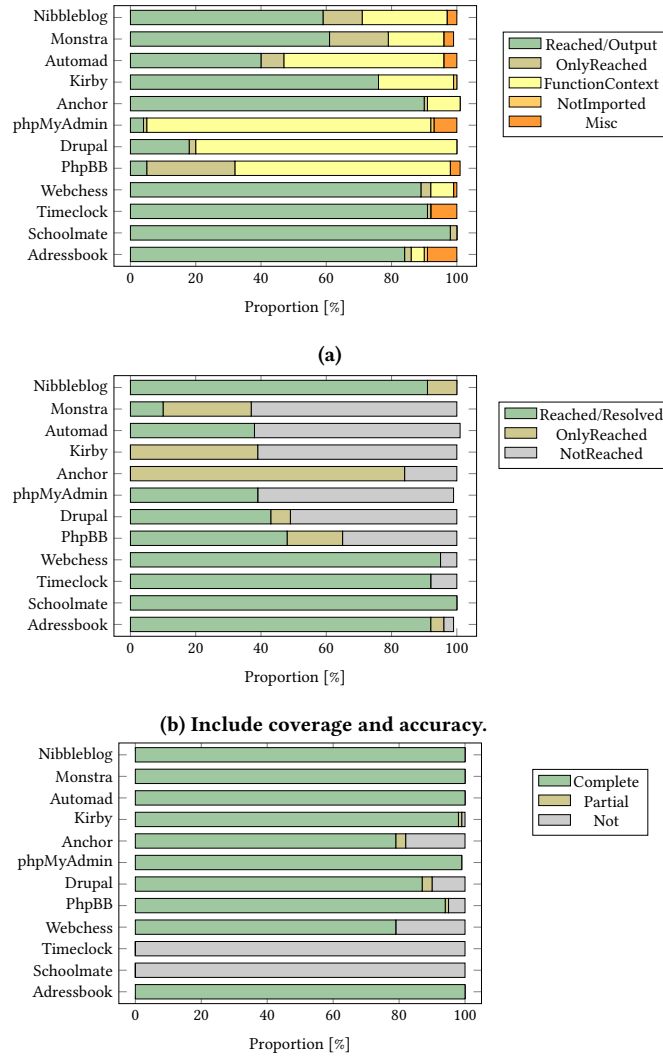 Nibbleblog
Monstra
Automad
Kirby
Anchor
phpMyAdmin
Drupal
PhpBB
Webchess
Timeclock
Schoolmate
Adressbook
0 20 40 60 80 100
Proportion [%]
Reached/Output
OnlyReached
FunctionContext
NotImported
Misc
(a)
Nibbleblog
Monstra
Automad
Kirby
Anchor
phpMyAdmin
Drupal
PhpBB
Webchess
Timeclock
Schoolmate
Adressbook
0 20 40 60 80 100
Proportion [%]
Reached/Resolved
OnlyReached
NotReached
(b) Include coverage and accuracy.
Nibbleblog
Monstra
Automad
Kirby
Anchor
phpMyAdmin
Drupal
PhpBB
Webchess
Timeclock
Schoolmate
Adressbook
0 20 40 60 80 100
Proportion [%]
Complete
Partial
Not